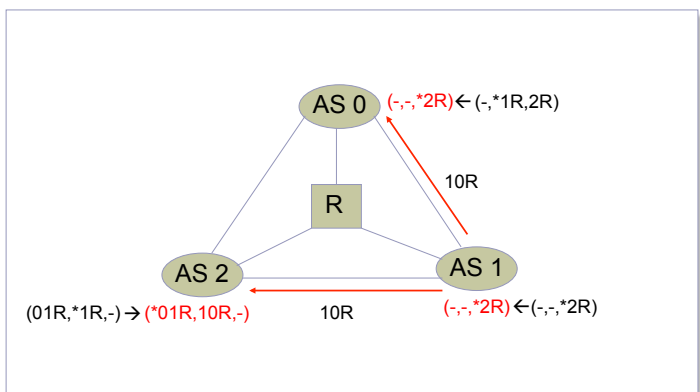 AS 0
(-,-,*2R)←(-,*1R,2R)
10R
R
AS 2
AS 1
(01R,*1R,-)→(*01R,10R,-)
10R
(-,-,*2R)←(-,-,*2R)